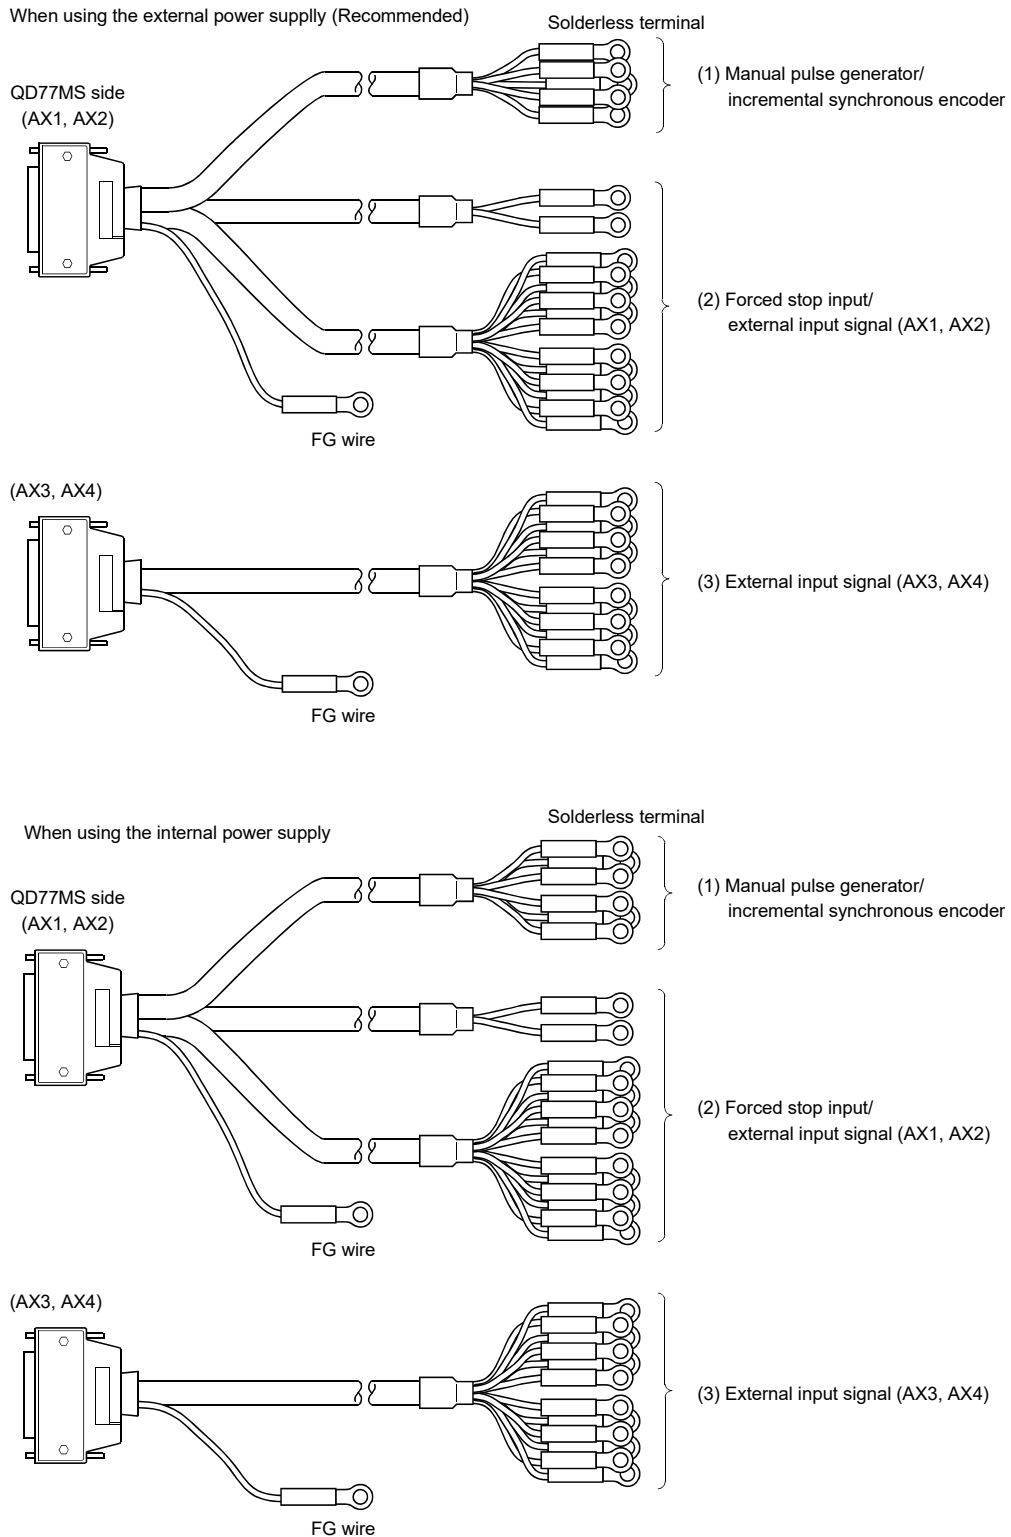 When using the external power supplly (Recommended)
Solderless terminal
QD77MS side
(AX1, AX2)
(1) Manual pulse generator/
incremental synchronous encoder
(2) Forced stop input/
external input signal (AX1, AX2)
FG wire
(AX3, AX4)
(3) External input signal (AX3, AX4)
FG wire
Solderless terminal
When using the internal power supply
QD77MS side
(AX1, AX2)
(1) Manual pulse generator/
incremental synchronous encoder
(2) Forced stop input/
external input signal (AX1, AX2)
FG wire
(AX3, AX4)
(3) External input signal (AX3, AX4)
FG wire